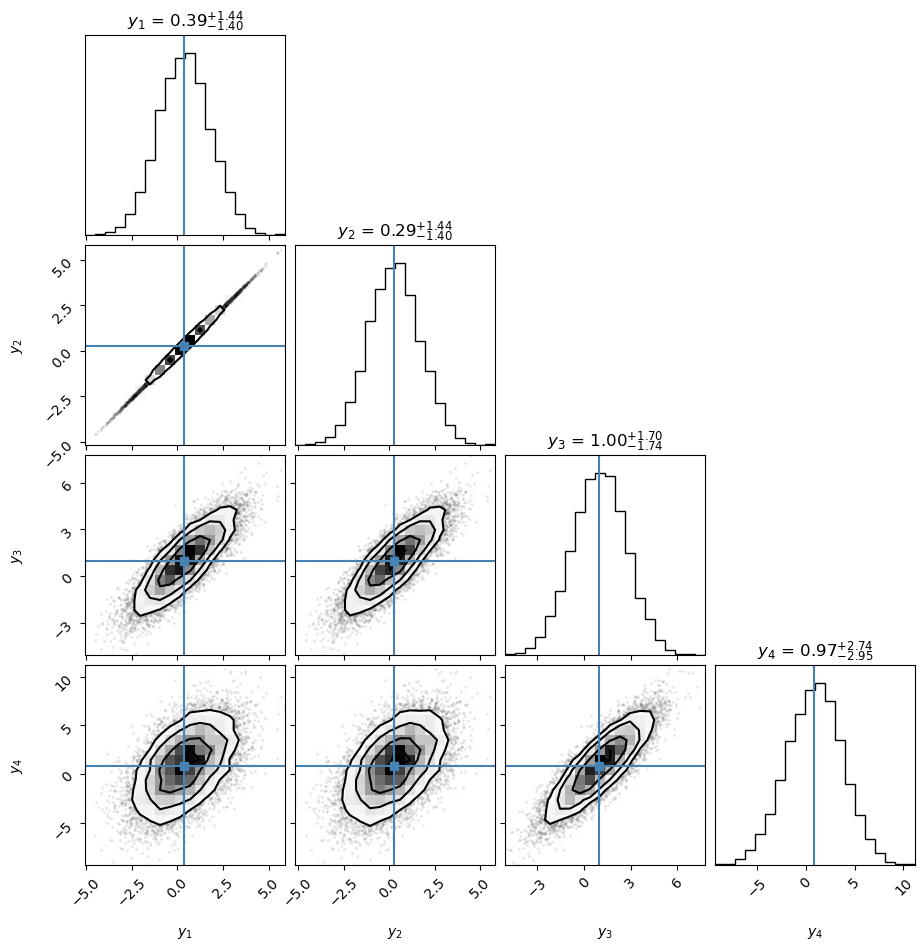 y₁ = 0.39⁺¹·⁴⁴₋₁.₄₀
y₂
5.0
2.5
0.0
−2.5
−5.0
y₂ = 0.29⁺¹·⁴⁴₋₁.₄₀
y₃
6
3
0
−3
y₃ = 1.00⁺¹·⁷⁰₋₁.₇₄
y₄
10
5
0
−5
y₄ = 0.97⁺²·⁷⁴₋₂.₉₅
−5.0 −2.5 0.0 2.5 5.0
−5.0 −2.5 0.0 2.5 5.0
−3 0 3 6
−5 0 5 10
y₁ y₂ y₃ y₄